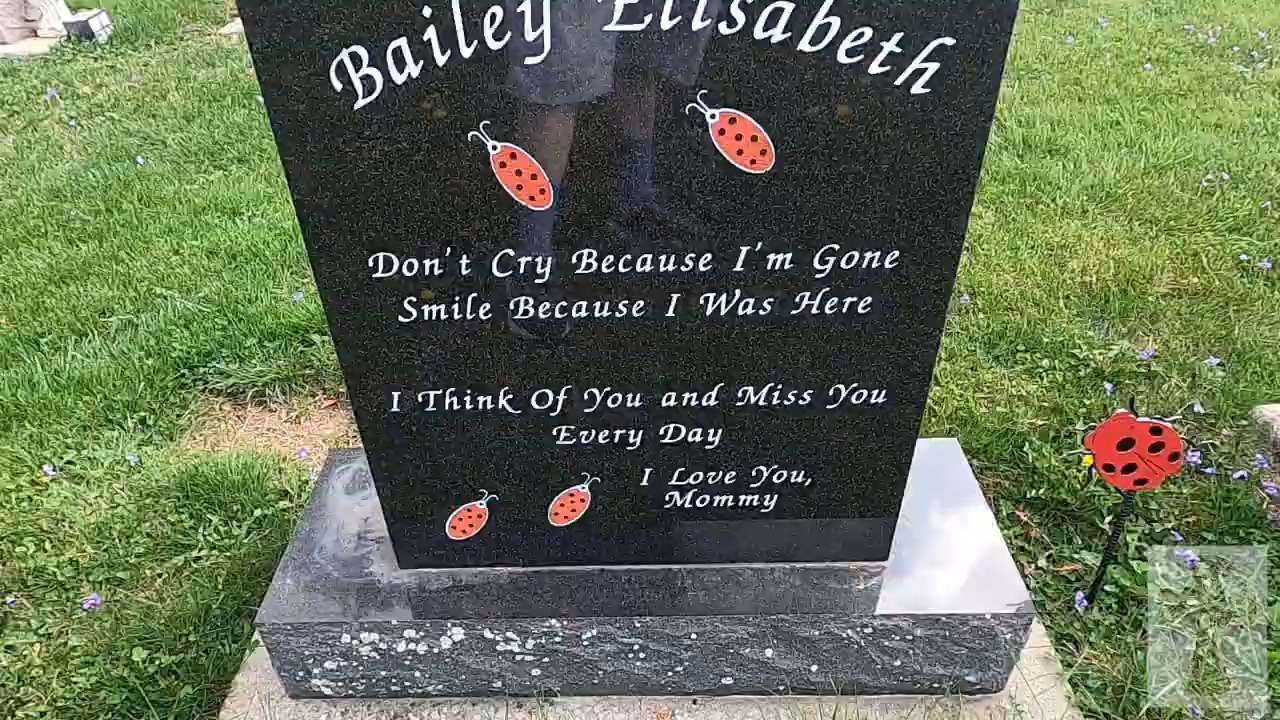 Bailey Elisabeth
Don't Cry Because I'm Gone
Smile Because I Was Here
I Think Of You and Miss You
Every Day
I Love You,
Mommy